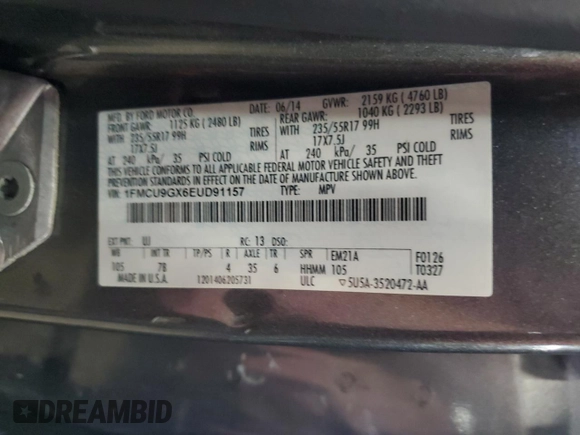 MFD. BY FORD MOTOR CO.
DATE: 06/14 GVWR: 2159 KG ( 4760 LB)
FRONT GAWR: 1125 KG ( 2480 LB) REAR GAWR: 1040 KG ( 2293 LB)
WITH 235/55R17 99H TIRES WITH 235/55R17 99H TIRES
17X7.5J RIMS 17X7.5J RIMS
AT 240 kPa/ 35 PSI COLD AT 240 kPa/ 35 PSI COLD
THIS VEHICLE CONFORMS TO ALL APPLICABLE FEDERAL MOTOR VEHICLE SAFETY AND THEFT
PREVENTION STANDARDS IN EFFECT ON THE DATE OF MANUFACTURE SHOWN ABOVE.
VIN: 1FMCU9GX6EUD91157 TYPE: MPV
EXT PNT: UJ RC: 13 DSO:
WB INT TR TP/PS R AX TR SPR EM21A F0126
105 7B 4 35 6 HHMM 105 T0327
MADE IN U.S.A. 1201406205731 ULC ▽5U5A-3520472-AA
DREAMBID